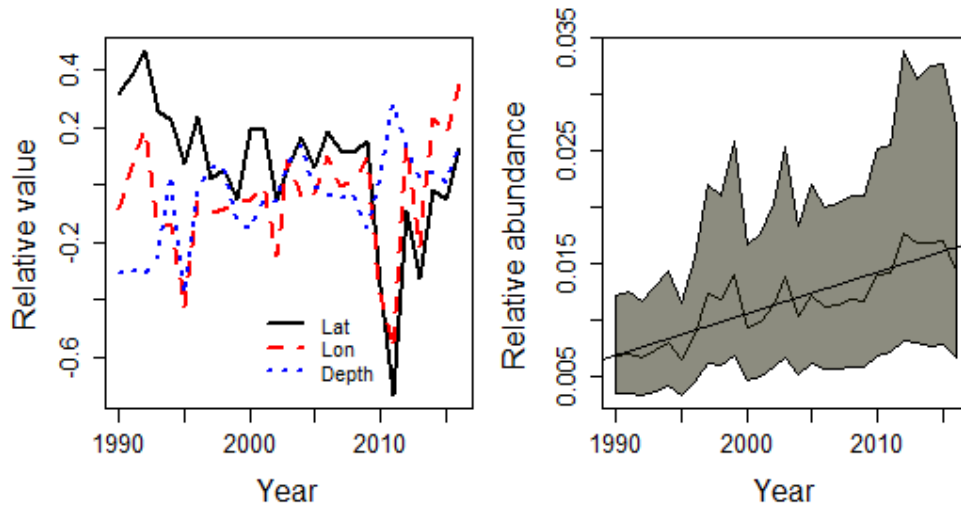 Relative value
0.4
0.2
-0.2
-0.6
Lat
Lon
Depth
1990
2000
2010
Year
Relative abundance
0.035
0.025
0.015
0.005
1990
2000
2010
Year